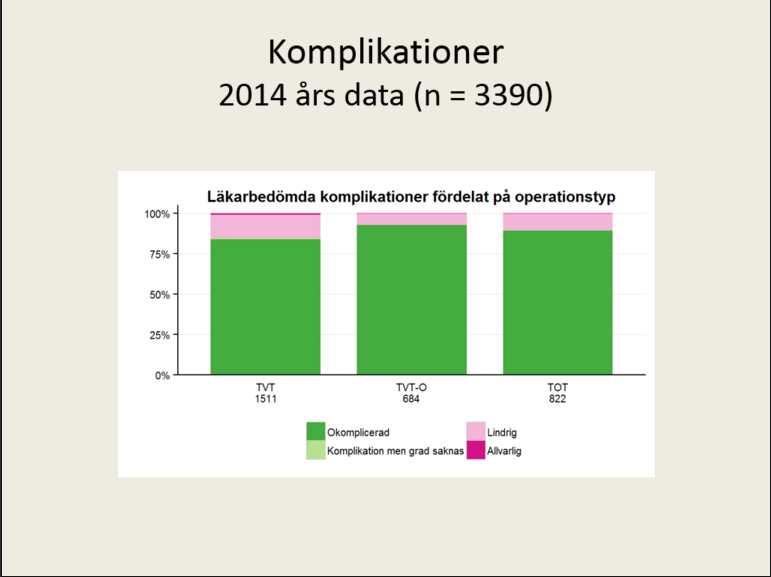 Komplikationer
2014 års data (n = 3390)
Läkarbedömda komplikationer fördelat på operationstyp
100%
75%
50%
25%
0%
TVT TVT-O TOT
1511 684 822
Okomplicerad Lindrig
Komplikation men grad saknas Allvarlig